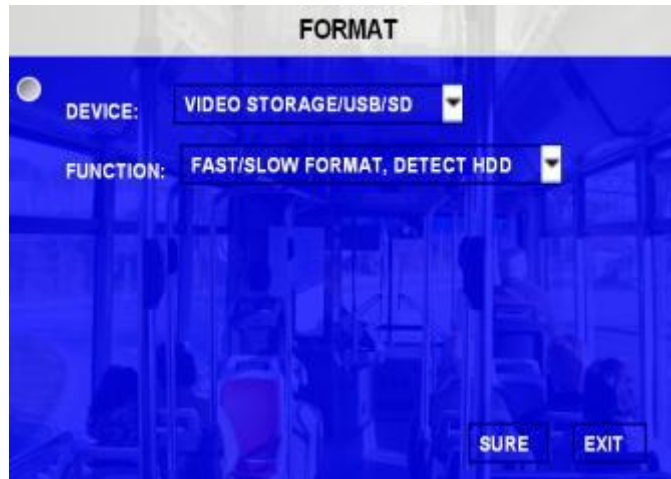 FORMAT
DEVICE: VIDEO STORAGE/USB/SD
FUNCTION: FAST/SLOW FORMAT, DETECT HDD
SURE EXIT